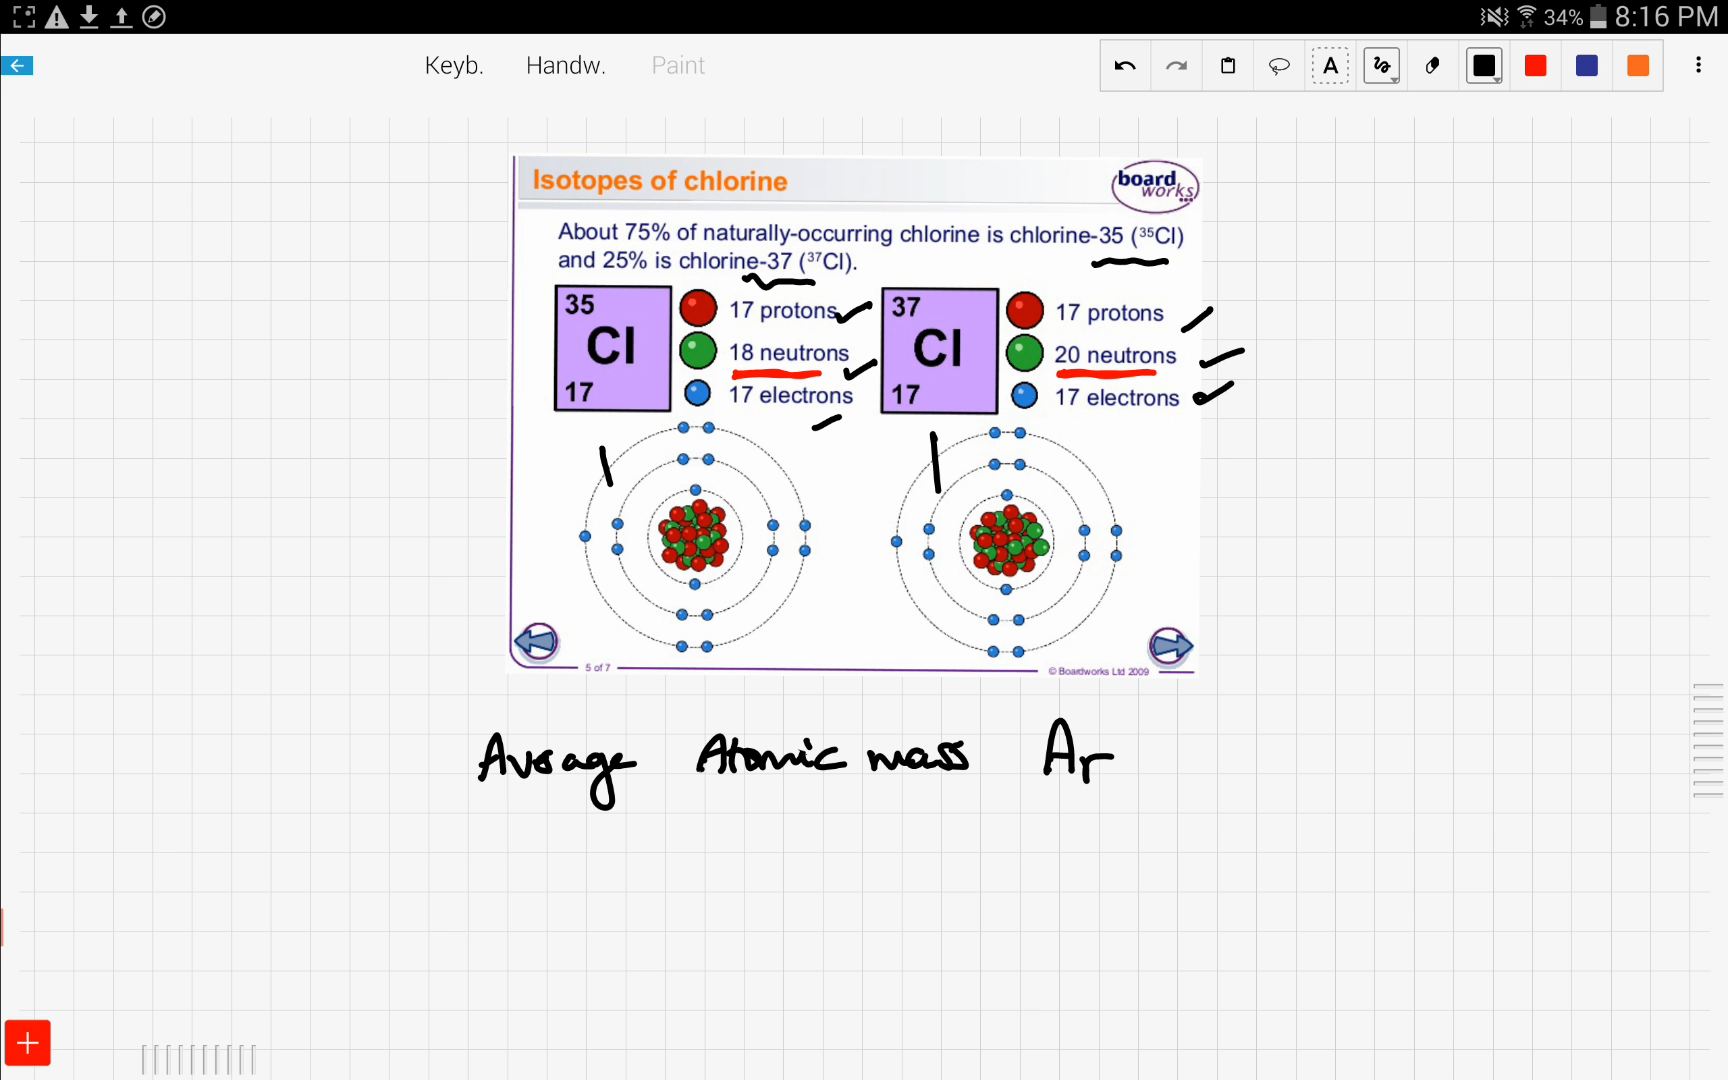 34% 8:16 PM
Keyb. Handw. Paint
A
Isotopes of chlorine
board
works
About 75% of naturally-occurring chlorine is chlorine-35 (³⁵Cl)
and 25% is chlorine-37 (³⁷Cl).
35
Cl
17
17 protons
18 neutrons
17 electrons
37
Cl
17
17 protons
20 neutrons
17 electrons
5 of 7
© Boardworks Ltd 2009
Average Atomic mass Ar